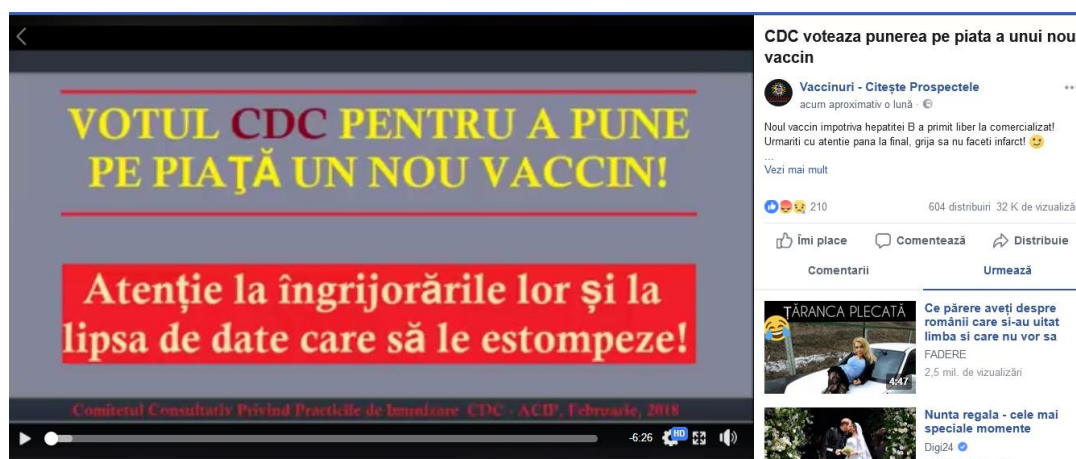 VOTUL CDC PENTRU A PUNE
PE PIAŢĂ UN NOU VACCIN!
Atenție la îngrijorările lor și la
lipsa de date care să le estompeze!
Comitetul Consultativ Privind Practicile de Imunizare CDC - ACIP, Februarie, 2018
-6:26
HD
CDC voteaza punerea pe piata a unui nou
vaccin
Vaccinuri - Citește Prospectele
acum aproximativ o lună
Noul vaccin impotriva hepatitei B a primit liber la comercializat!
Urmariti cu atentie pana la final, grija sa nu faceti infarct!
...
Vezi mai mult
210
604 distribuiri 32 K de vizualiză
Îmi place
Comentează
Distribuie
Comentarii
Urmează
ȚĂRANCA PLECATĂ
4:47
Ce părere aveți despre
românii care si-au uitat
limba si care nu vor sa
FADERE
2,5 mil. de vizualizări
Nunta regala - cele mai
speciale momente
Digi24